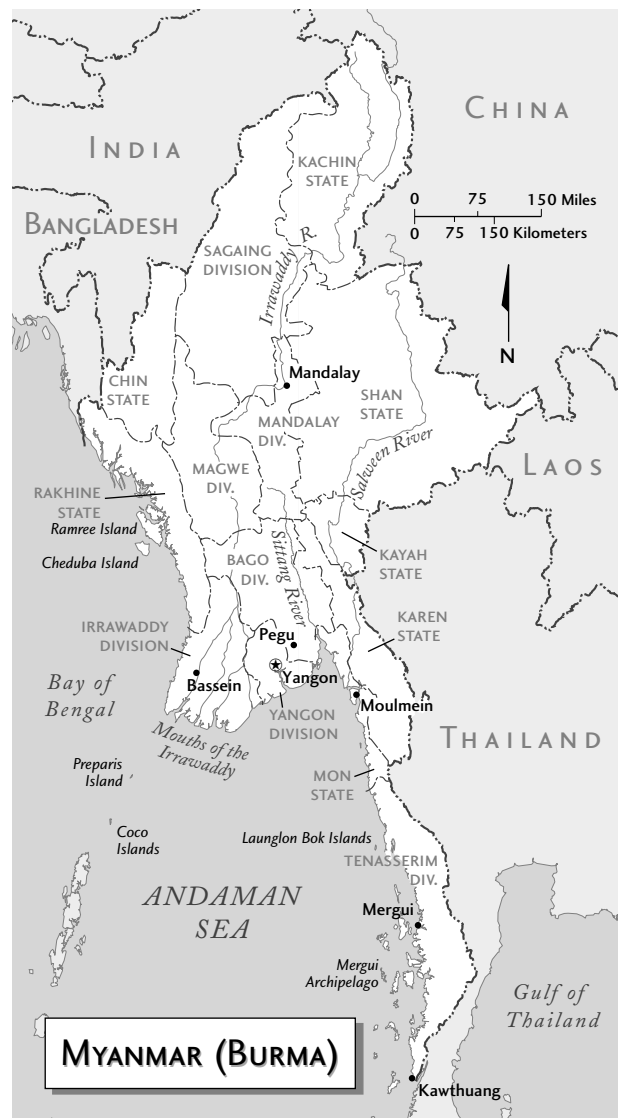 CHINA
INDIA
KACHIN
STATE
0 75 150 Miles
0 75 150 Kilometers
BANGLADESH
SAGAING
DIVISION
Irrawaddy R.
N
Mandalay
CHIN
STATE
SHAN
STATE
MANDALAY
DIV.
Salween River
MAGWE
DIV.
LAOS
RAKHINE
STATE
Ramree Island
Cheduba Island
Sittang River
BAGO
DIV.
KAYAH
STATE
KAREN
STATE
IRRAWADDY
DIVISION
Pegu
Yangon
Bassein
Moulmein
Bay of
Bengal
YANGON
DIVISION
Mouths of the
Irrawaddy
THAILAND
Preparis
Island
MON
STATE
Coco
Islands
Launglon Bok Islands
TENASSERIM
DIV.
ANDAMAN
SEA
Mergui
Mergui
Archipelago
Gulf of
Thailand
MYANMAR (BURMA)
Kawthuang